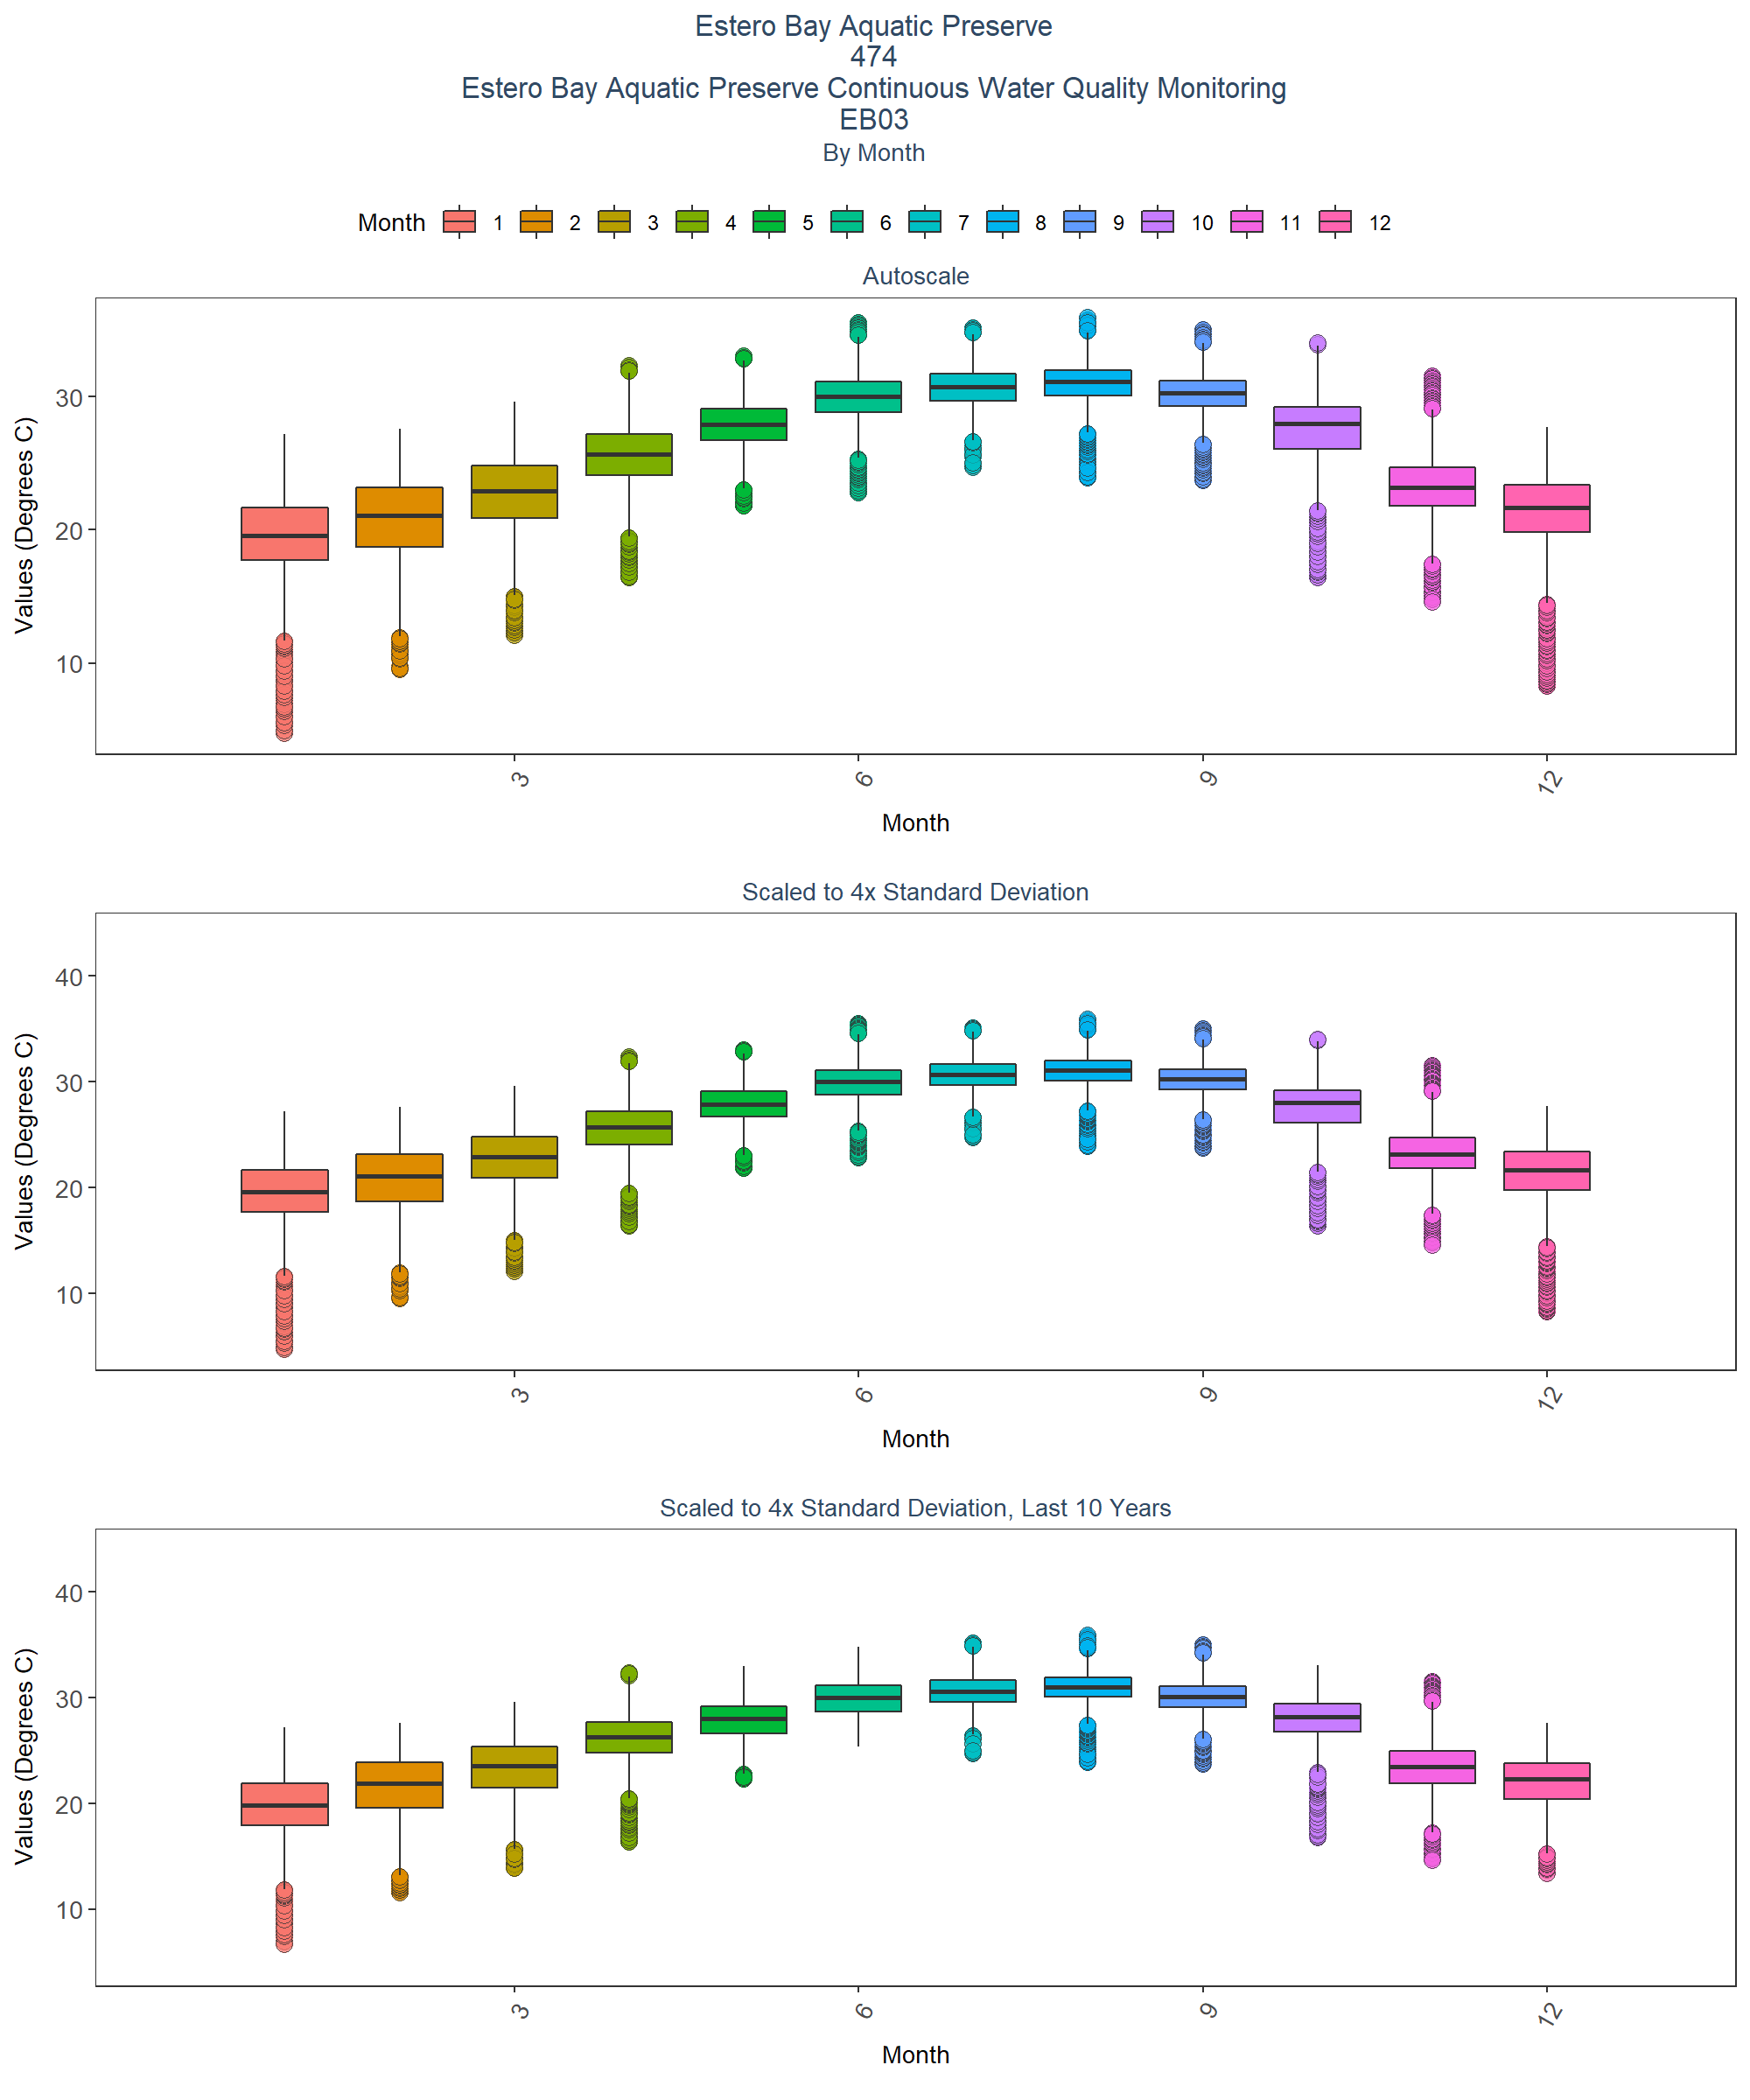 Estero Bay Aquatic Preserve
474
Estero Bay Aquatic Preserve Continuous Water Quality Monitoring
EB03
By Month
Month 1 2 3 4 5 6 7 8 9 10 11 12
Autoscale
Values (Degrees C)
30
20
10
3 6 9 12
Month
Scaled to 4x Standard Deviation
Values (Degrees C)
40
30
20
10
3 6 9 12
Month
Scaled to 4x Standard Deviation, Last 10 Years
Values (Degrees C)
40
30
20
10
3 6 9 12
Month